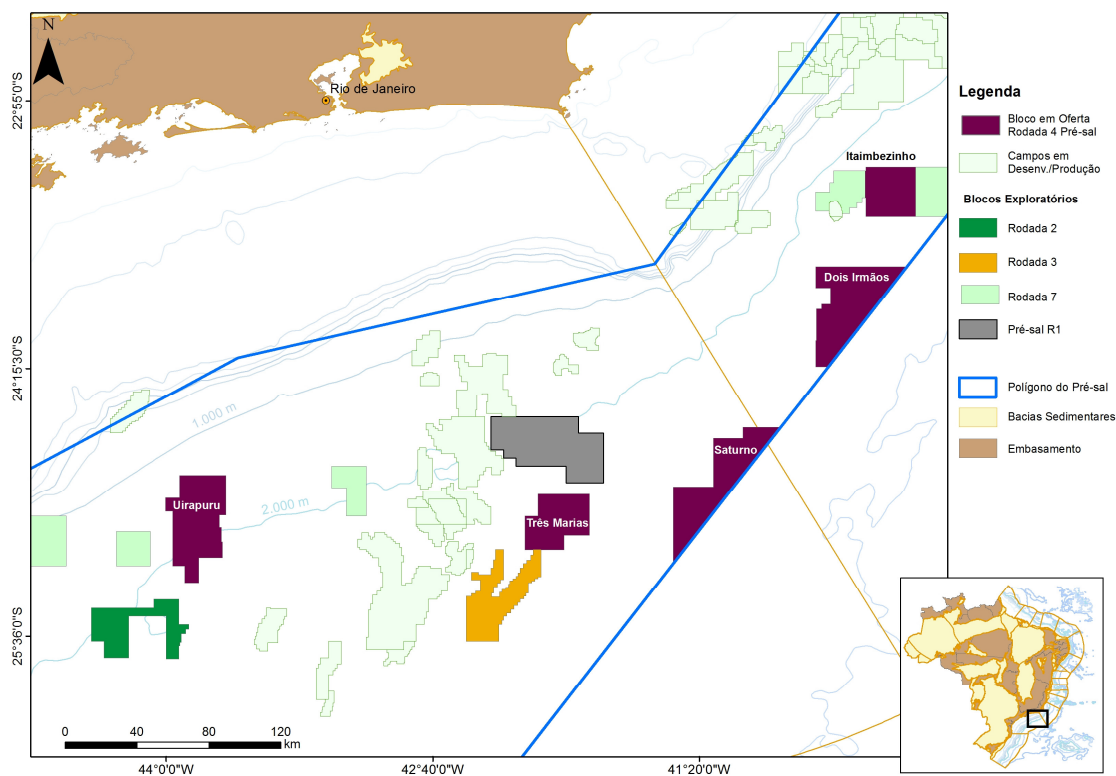 N
Rio de Janeiro
22°55'0"S
24°15'30"S
25°36'0"S
Itaimbezinho
Dois Irmãos
Saturno
Três Marias
Uirapuru
1.000 m
2.000 m
0 40 80 120
km
44°0'0"W
42°40'0"W
41°20'0"W
Legenda
Bloco em Oferta
Rodada 4 Pré-sal
Campos em
Desenv./Produção
Blocos Exploratórios
Rodada 2
Rodada 3
Rodada 7
Pré-sal R1
Polígono do Pré-sal
Bacias Sedimentares
Embasamento